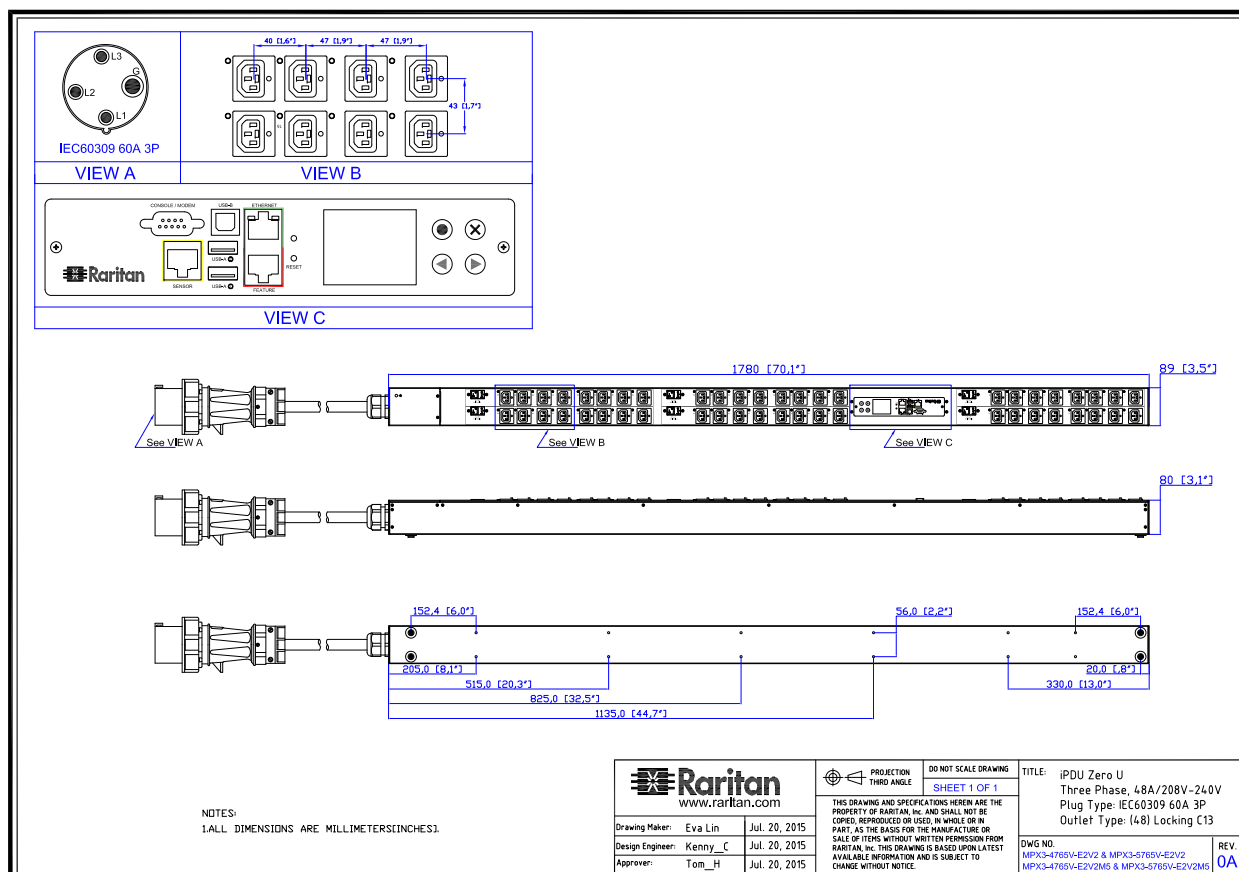 L3
G
L2
L1
IEC60309 60A 3P
VIEW A
40 [1,6"]
47 [1,9"]
47 [1,9"]
43 [1,7"]
VIEW B
CONSOLE / MODEM
USB-B
ETHERNET
USB-A
RESET
Raritan
SENSOR
USB-A
FEATURE
VIEW C
1780 [70,1"]
89 [3,5"]
See VIEW A
See VIEW B
See VIEW C
80 [3,1"]
152,4 [6,0"]
56,0 [2,2"]
152,4 [6,0"]
205,0 [8,1"]
20,0 [,8"]
515,0 [20,3"]
330,0 [13,0"]
825,0 [32,5"]
1135,0 [44,7"]
NOTES:
1.ALL DIMENSIONS ARE MILLIMETERS[INCHES].
Raritan
www.raritan.com
Drawing Maker: Eva Lin Jul. 20, 2015
Design Engineer: Kenny_C Jul. 20, 2015
Approver: Tom_H Jul. 20, 2015
PROJECTION
THIRD ANGLE
DO NOT SCALE DRAWING
SHEET 1 OF 1
THIS DRAWING AND SPECIFICATIONS HEREIN ARE THE
PROPERTY OF RARITAN, Inc. AND SHALL NOT BE
COPIED, REPRODUCED OR USED, IN WHOLE OR IN
PART, AS THE BASIS FOR THE MANUFACTURE OR
SALE OF ITEMS WITHOUT WRITTEN PERMISSION FROM
RARITAN, Inc. THIS DRAWING IS BASED UPON LATEST
AVAILABLE INFORMATION AND IS SUBJECT TO
CHANGE WITHOUT NOTICE.
TITLE: iPDU Zero U
Three Phase, 48A/208V-240V
Plug Type: IEC60309 60A 3P
Outlet Type: (48) Locking C13
DWG NO.
MPX3-4765V-E2V2 & MPX3-5765V-E2V2
MPX3-4765V-E2V2M5 & MPX3-5765V-E2V2M5
REV.
0A